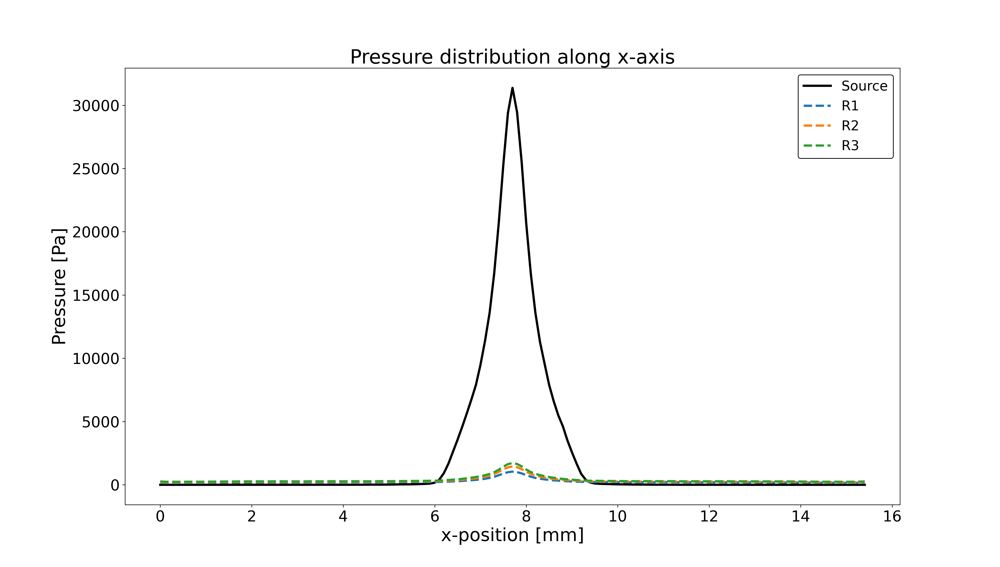 Pressure distribution along x-axis
Source
R1
R2
R3
Pressure [Pa]
30000
25000
20000
15000
10000
5000
0
0 2 4 6 8 10 12 14 16
x-position [mm]